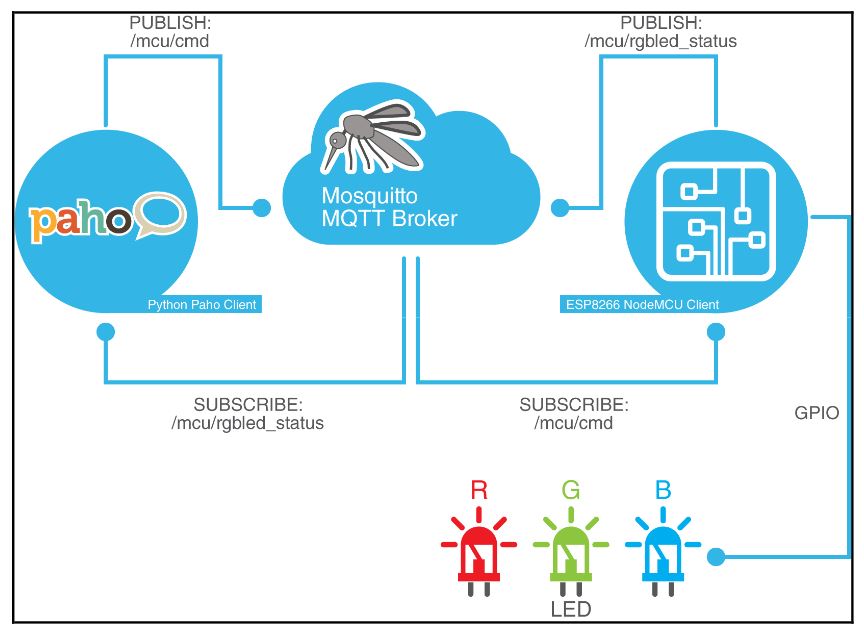 PUBLISH:
/mcu/cmd
PUBLISH:
/mcu/rgbled_status
paho
Mosquitto
MQTT Broker
Python Paho Client
ESP8266 NodeMCU Client
SUBSCRIBE:
/mcu/rgbled_status
SUBSCRIBE:
/mcu/cmd
GPIO
R
G
B
LED